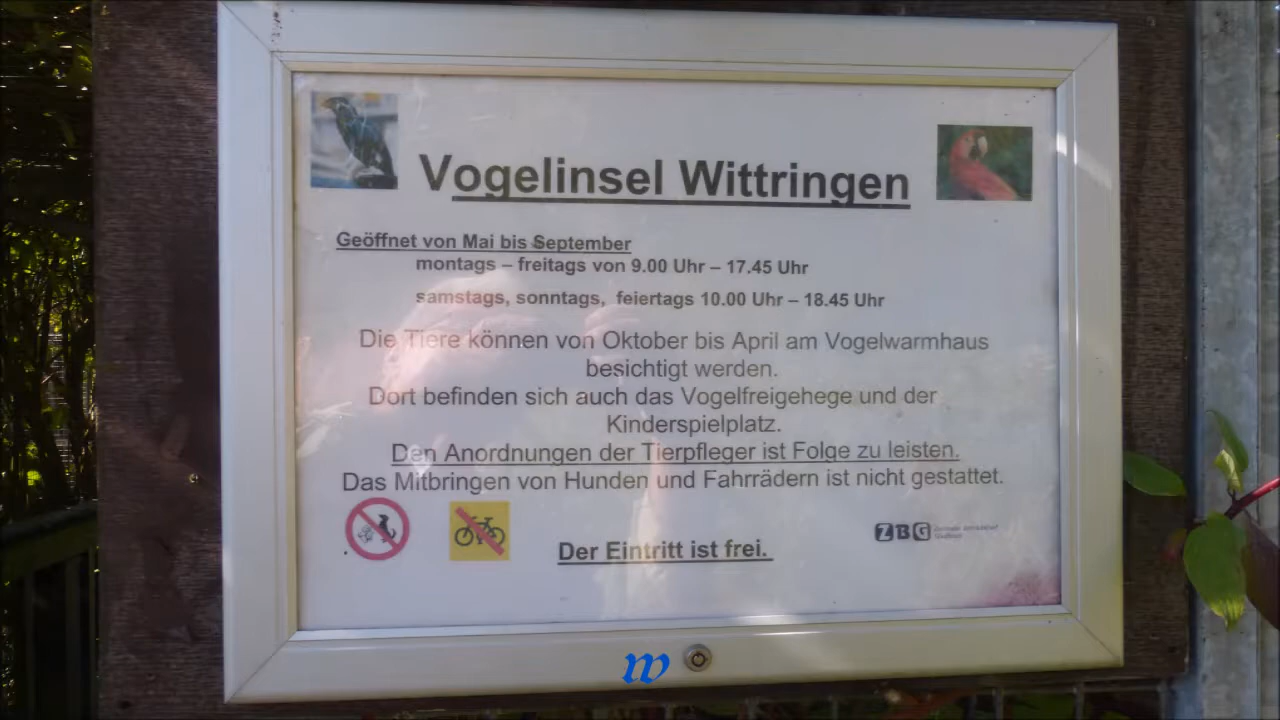 Vogelinsel Wittringen
Geöffnet von Mai bis September
montags – freitags von 9.00 Uhr – 17.45 Uhr
samstags, sonntags, feiertags 10.00 Uhr – 18.45 Uhr
Die Tiere können von Oktober bis April am Vogelwarmhaus
besichtigt werden.
Dort befinden sich auch das Vogelfreigehege und der
Kinderspielplatz.
Den Anordnungen der Tierpfleger ist Folge zu leisten.
Das Mitbringen von Hunden und Fahrrädern ist nicht gestattet.
Der Eintritt ist frei.
ZBG
w